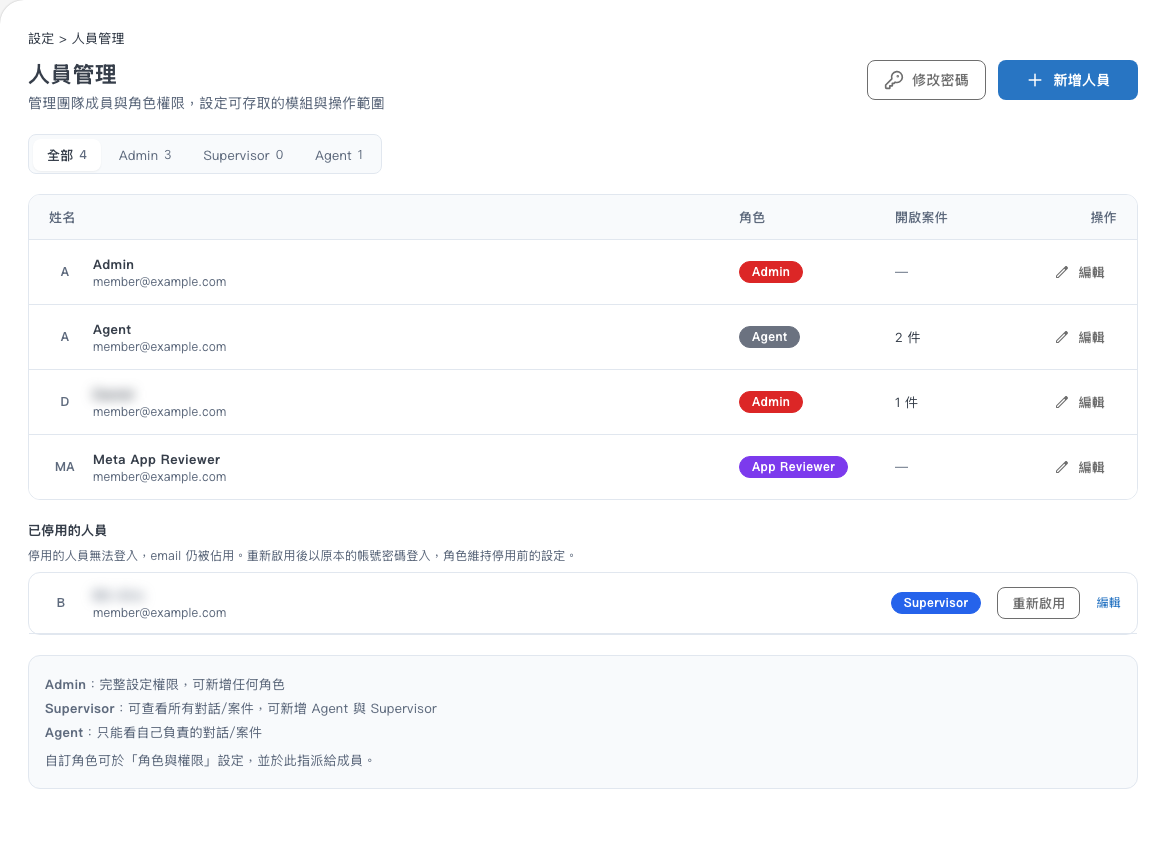 設定 > 人員管理
人員管理
管理團隊成員與角色權限，設定可存取的模組與操作範圍
修改密碼
新增人員
全部 4 Admin 3 Supervisor 0 Agent 1
姓名 角色 開啟案件 操作
A Admin member@example.com Admin — 編輯
A Agent member@example.com Agent 2 件 編輯
D member@example.com Admin 1 件 編輯
MA Meta App Reviewer member@example.com App Reviewer — 編輯
已停用的人員
停用的人員無法登入，email 仍被佔用。重新啟用後以原本的帳號密碼登入，角色維持停用前的設定。
B member@example.com Supervisor 重新啟用 編輯
Admin：完整設定權限，可新增任何角色
Supervisor：可查看所有對話/案件，可新增 Agent 與 Supervisor
Agent：只能看自己負責的對話/案件
自訂角色可於「角色與權限」設定，並於此指派給成員。